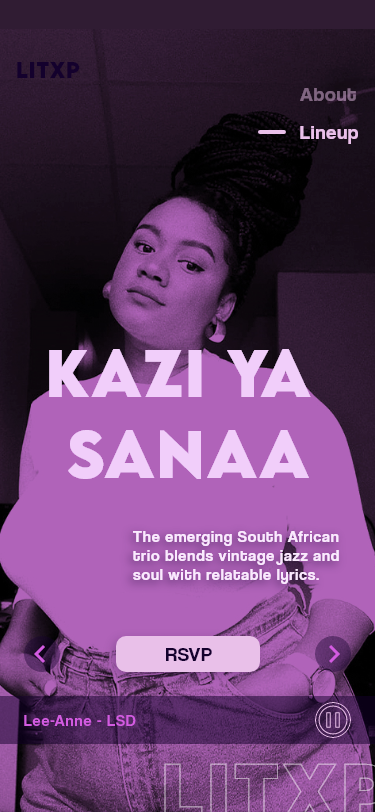 LITXP
About
Lineup
KAZI YA
SANAA
The emerging South African
trio blends vintage jazz and
soul with relatable lyrics.
RSVP
Lee-Anne - LSD
LITXP